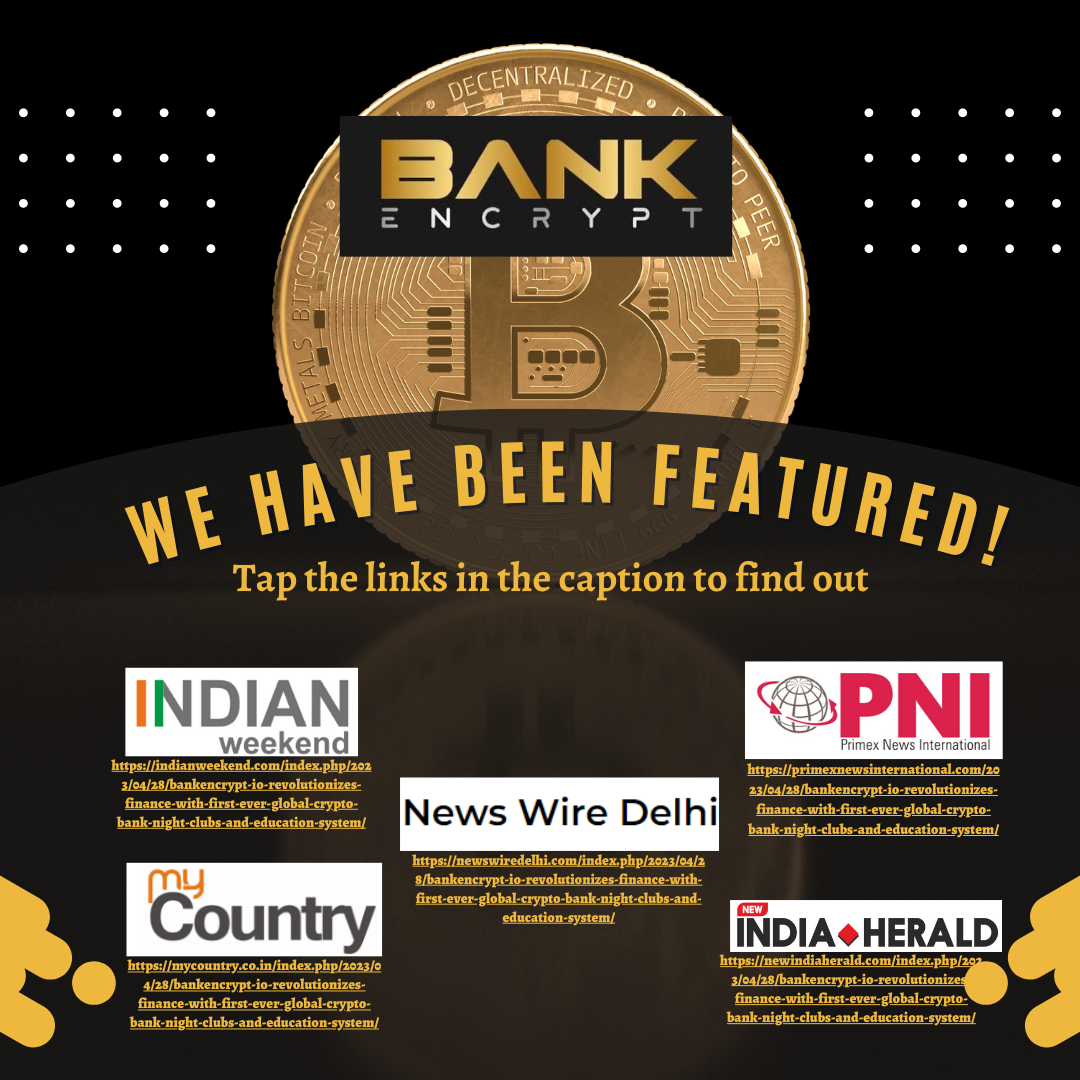 DECENTRALIZED
BANK
ENCRYPT
TO PEER
BITCOIN
METALS
WE HAVE BEEN FEATURED!
Tap the links in the caption to find out
INDIAN
weekend
https://indianweekend.com/index.php/202
3/04/28/bankencrypt-io-revolutionizes-
finance-with-first-ever-global-crypto-
bank-night-clubs-and-education-system/
PNI
Primex News International
https://primexnewsinternational.com/20
23/04/28/bankencrypt-io-revolutionizes-
finance-with-first-ever-global-crypto-
bank-night-clubs-and-education-system/
News Wire Delhi
https://newswiredelhi.com/index.php/2023/04/2
8/bankencrypt-io-revolutionizes-finance-with-
first-ever-global-crypto-bank-night-clubs-and-
education-system/
my
Country
https://mycountry.co.in/index.php/2023/0
4/28/bankencrypt-io-revolutionizes-
finance-with-first-ever-global-crypto-
bank-night-clubs-and-education-system/
NEW
INDIA HERALD
https://newindiaherald.com/index.php/202
3/04/28/bankencrypt-io-revolutionizes-
finance-with-first-ever-global-crypto-
bank-night-clubs-and-education-system/